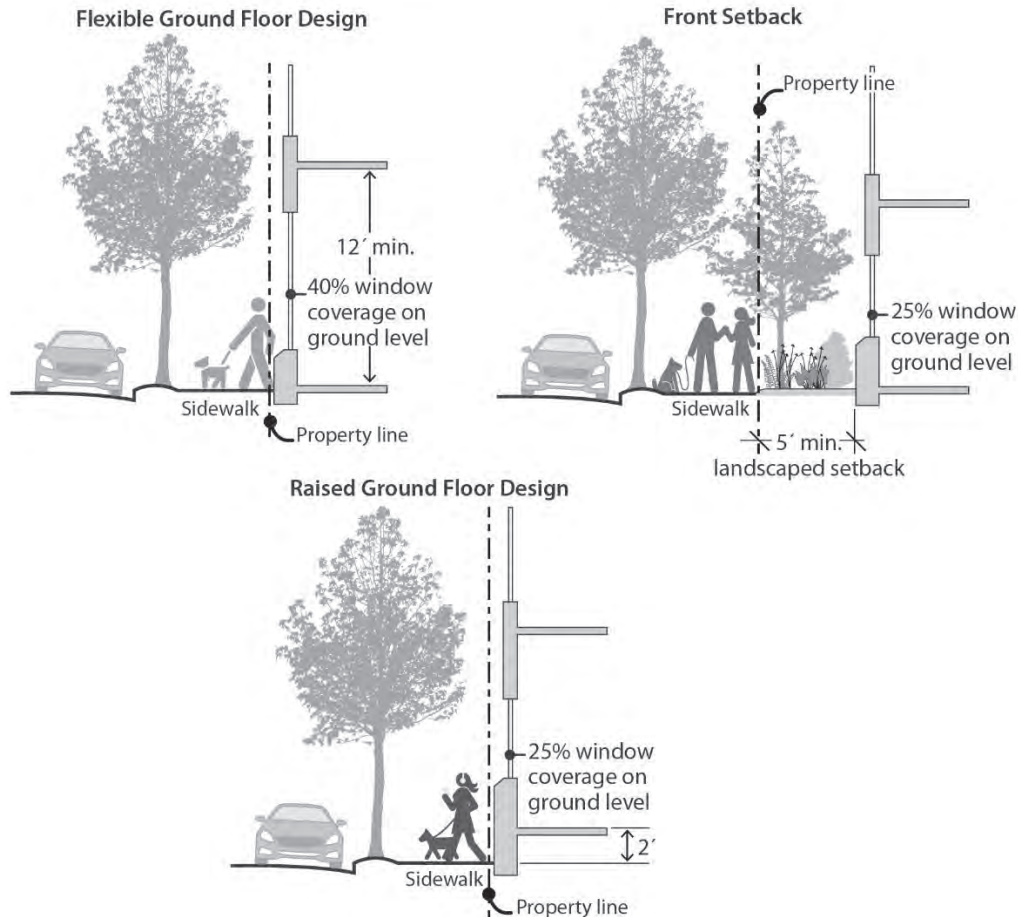 Flexible Ground Floor Design
12´ min.
40% window
coverage on
ground level
Sidewalk
Property line
Front Setback
Property line
25% window
coverage on
ground level
Sidewalk
5´ min.
landscaped setback
Raised Ground Floor Design
25% window
coverage on
ground level
2´
Sidewalk
Property line